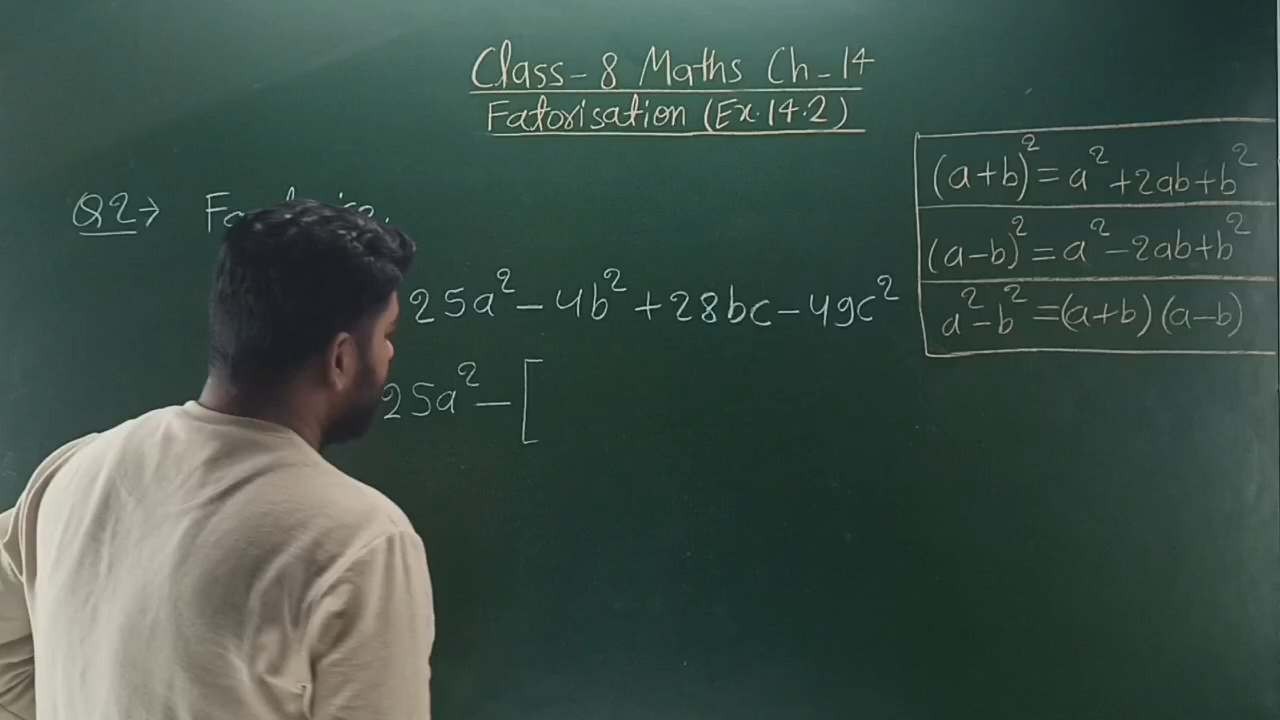 Class-8 Maths Ch-14
Fatorisation (Ex.14.2)
Q2→
25a² - 4b² + 28bc - 49c²
25a² - [
(a+b)² = a² + 2ab + b²
(a-b)² = a² - 2ab + b²
a² - b² = (a+b) (a-b)